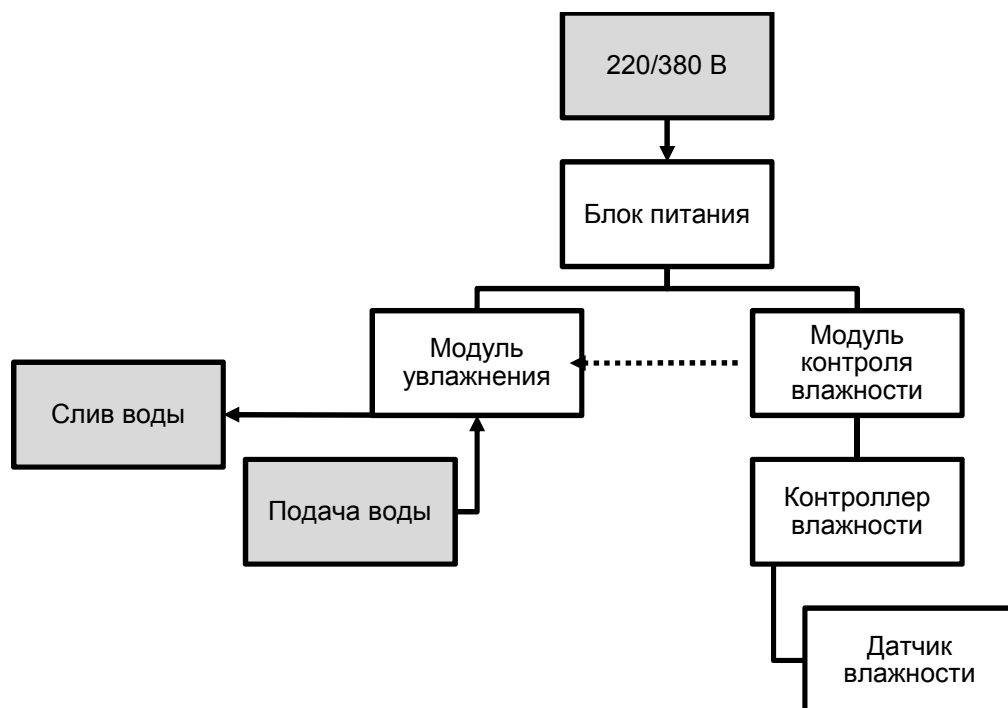 220/380 В
Блок питания
Модуль
увлажнения
Модуль
контроля
влажности
Слив воды
Подача воды
Контроллер
влажности
Датчик
влажности